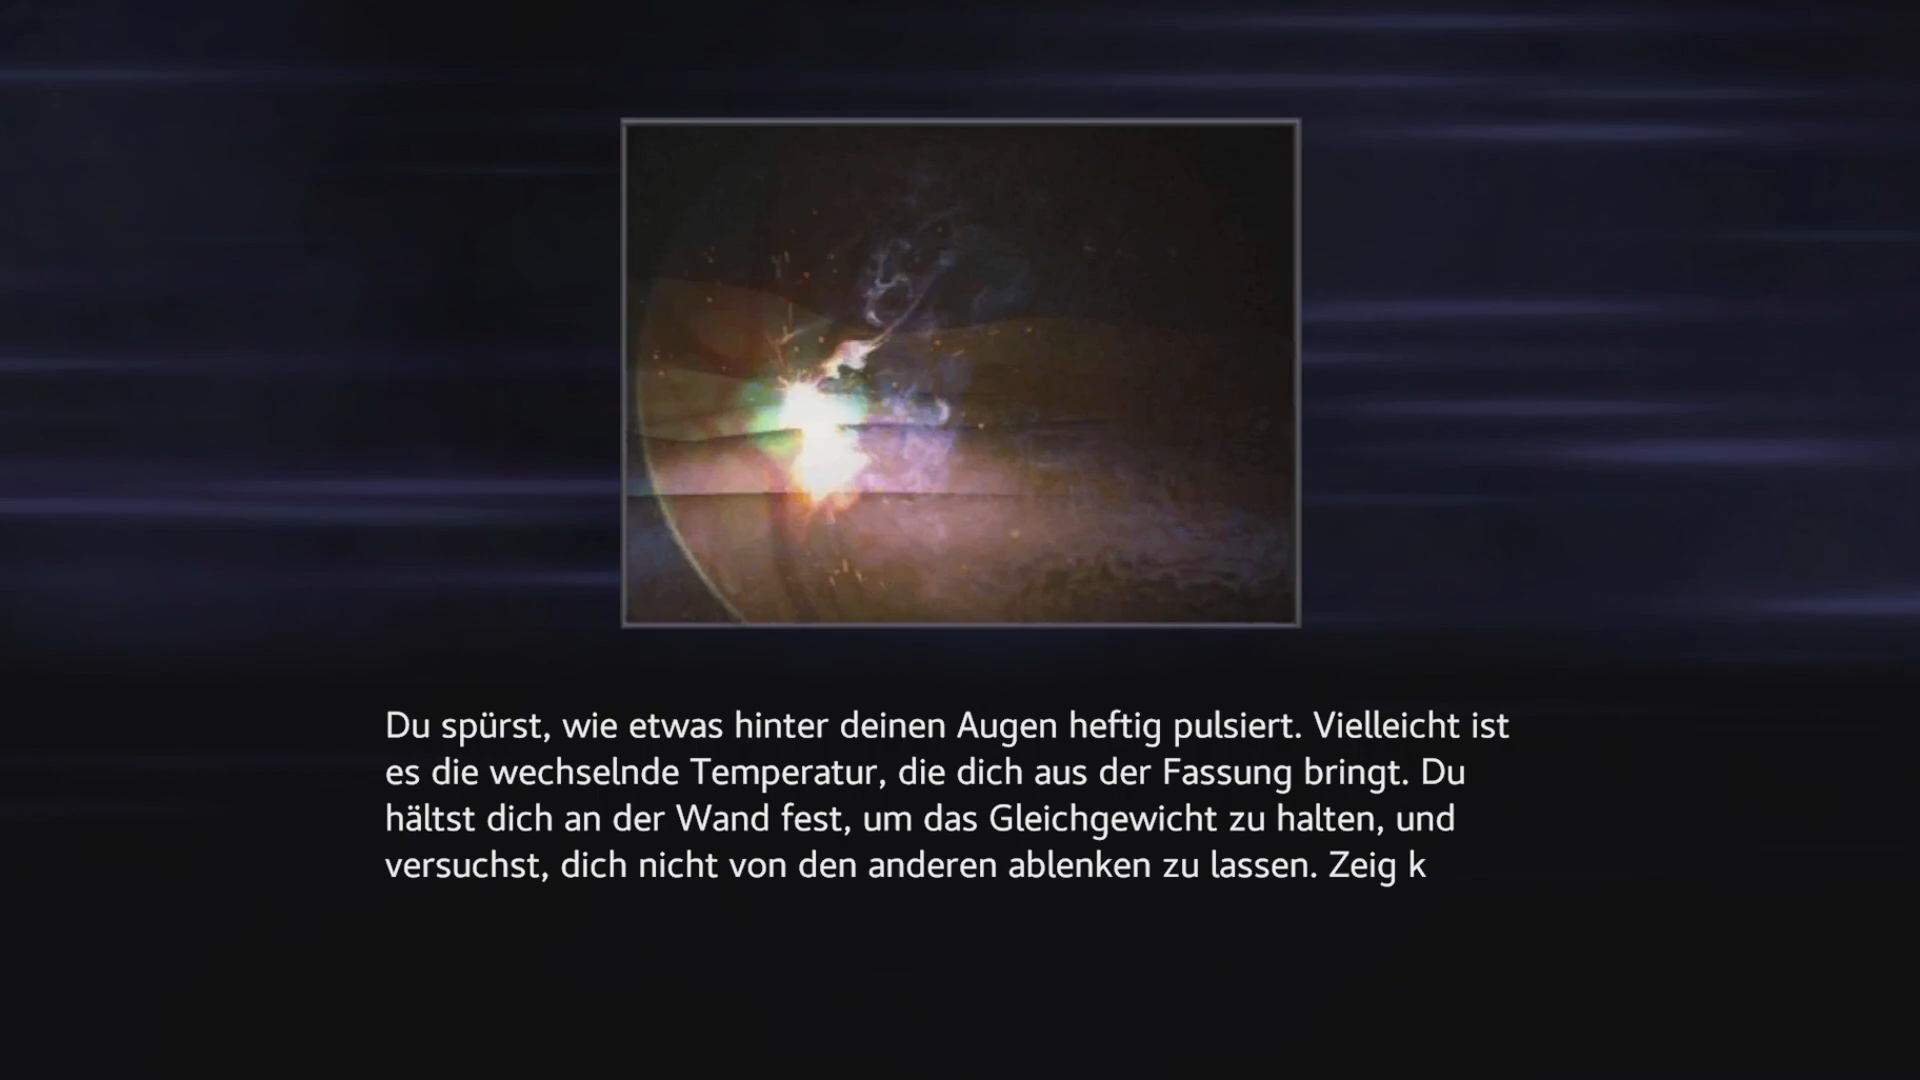 Du spürst, wie etwas hinter deinen Augen heftig pulsiert. Vielleicht ist
es die wechselnde Temperatur, die dich aus der Fassung bringt. Du
hältst dich an der Wand fest, um das Gleichgewicht zu halten, und
versuchst, dich nicht von den anderen ablenken zu lassen. Zeig k